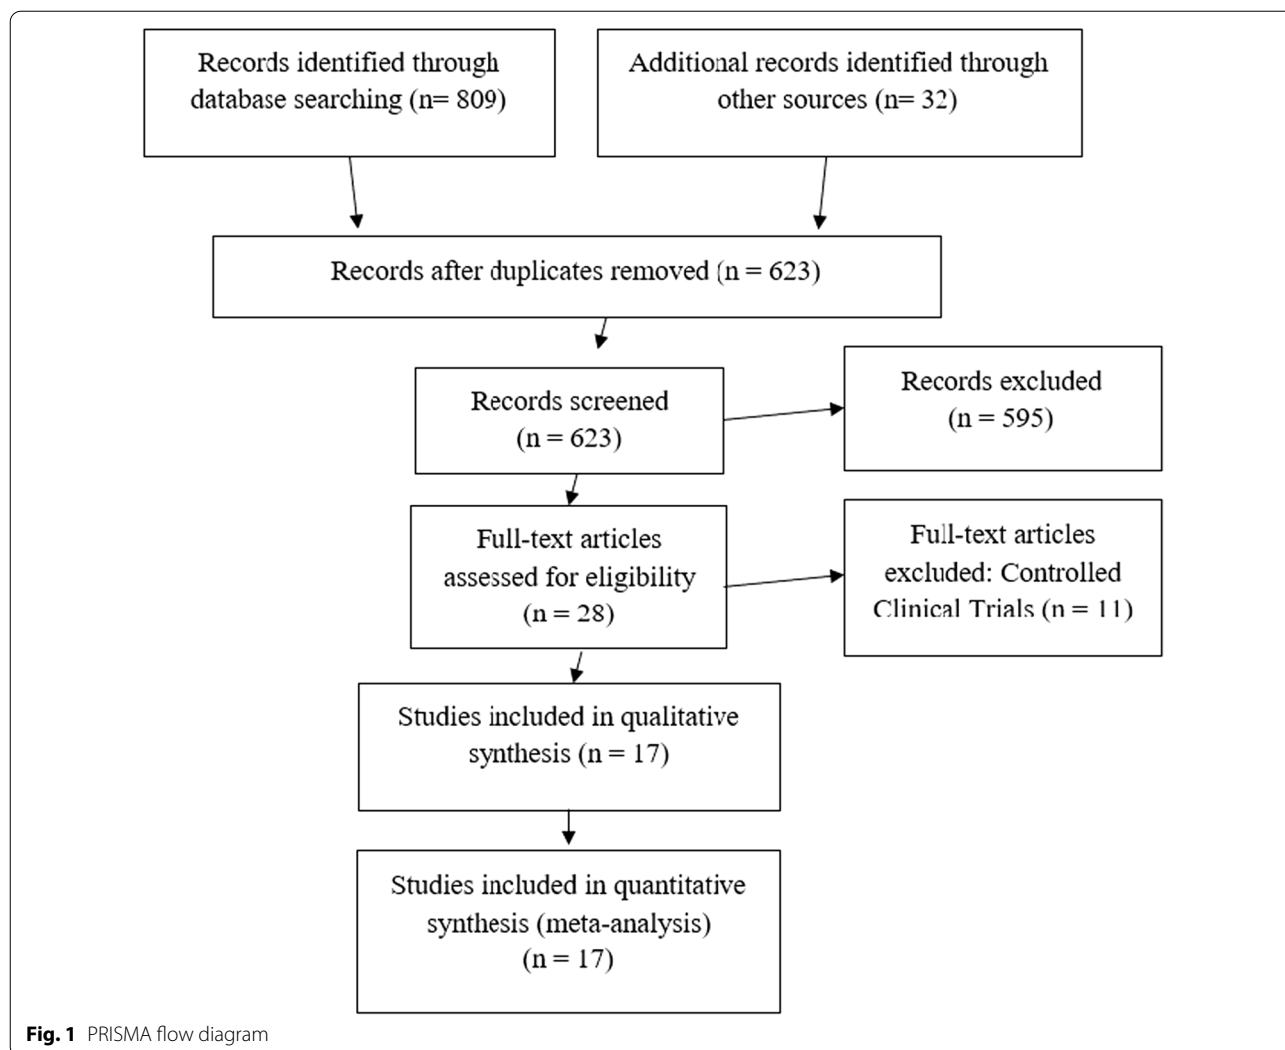 Records identified through
database searching (n= 809)
Additional records identified through
other sources (n= 32)
Records after duplicates removed (n = 623)
Records screened
(n = 623)
Records excluded
(n = 595)
Full-text articles
assessed for eligibility
(n = 28)
Full-text articles
excluded: Controlled
Clinical Trials (n = 11)
Studies included in qualitative
synthesis (n = 17)
Studies included in quantitative
synthesis (meta-analysis)
(n = 17)
Fig. 1 PRISMA flow diagram